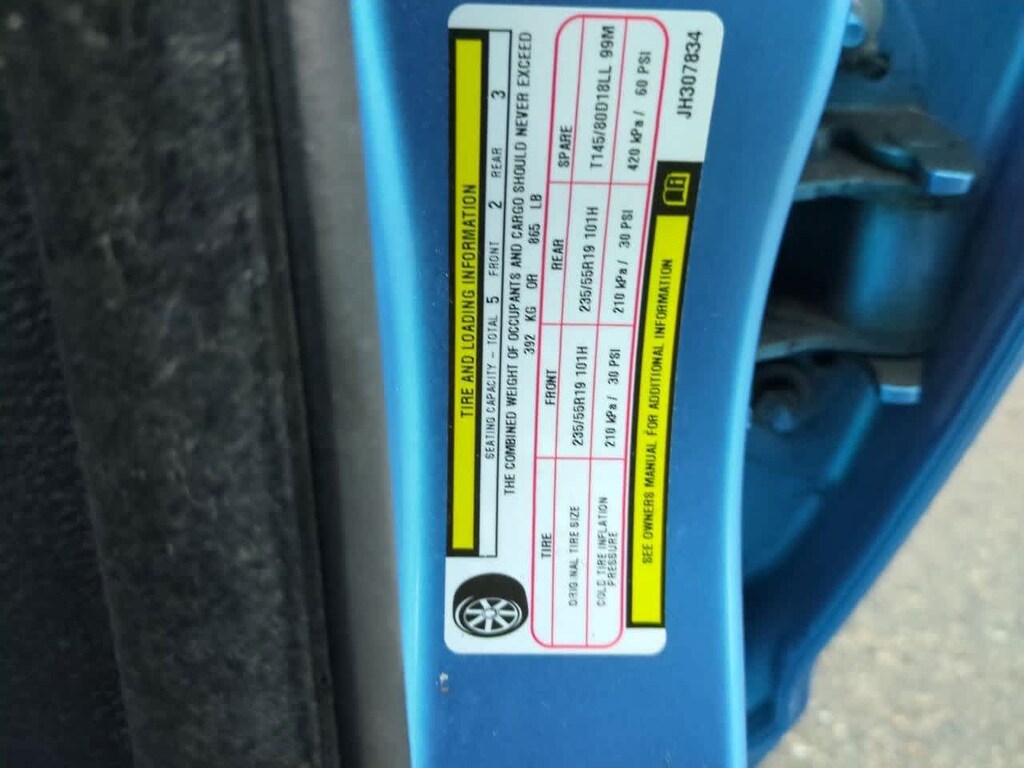 TIRE AND LOADING INFORMATION
SEATING CAPACITY - TOTAL 5 FRONT 2 REAR 3
THE COMBINED WEIGHT OF OCCUPANTS AND CARGO SHOULD NEVER EXCEED
392 KG OR 865 LB
TIRE FRONT REAR SPARE
ORIGINAL TIRE SIZE 235/55R19 101H 235/55R19 101H T145/80D18LL 99M
COLD TIRE INFLATION PRESSURE 210 kPa / 30 PSI 210 kPa / 30 PSI 420 kPa / 60 PSI
SEE OWNERS MANUAL FOR ADDITIONAL INFORMATION
JH307834